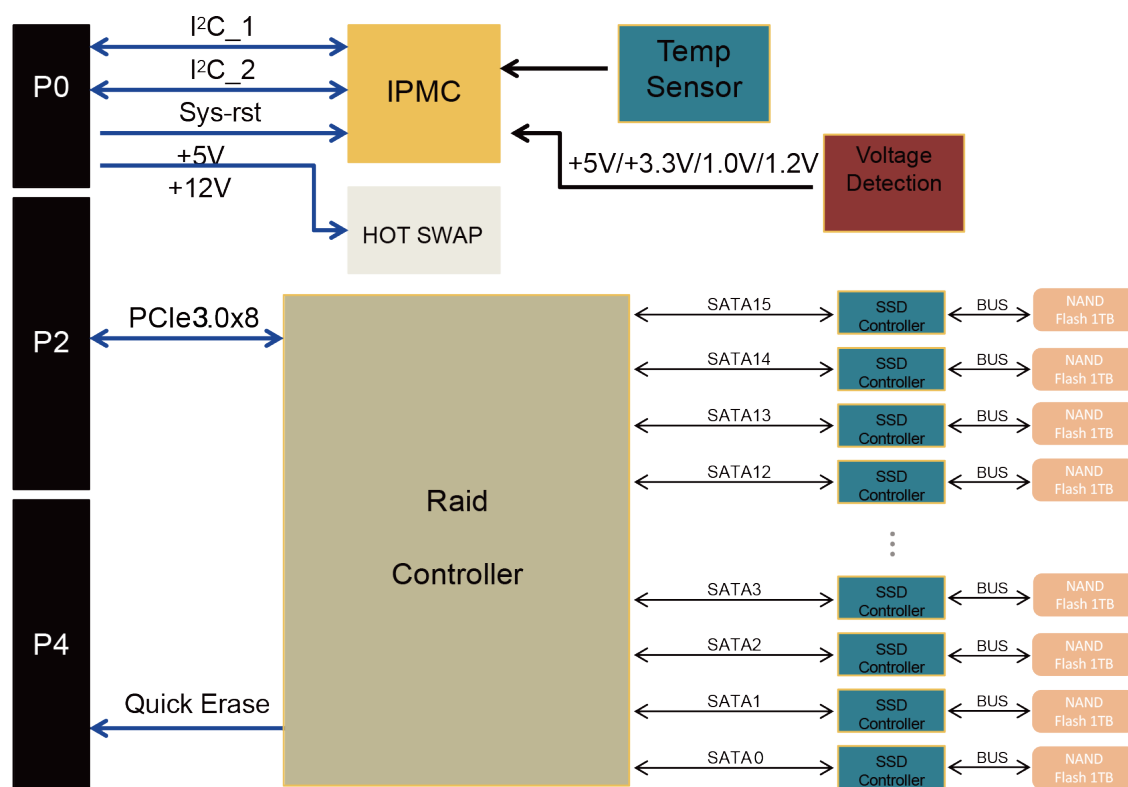 P0
I²C_1
I²C_2
Sys-rst
+5V
+12V
IPMC
Temp
Sensor
+5V/+3.3V/1.0V/1.2V
Voltage
Detection
HOT SWAP
P2
PCIe3.0x8
P4
Quick Erase
Raid
Controller
SATA15
SSD
Controller
BUS
NAND
Flash 1TB
SATA14
SSD
Controller
BUS
NAND
Flash 1TB
SATA13
SSD
Controller
BUS
NAND
Flash 1TB
SATA12
SSD
Controller
BUS
NAND
Flash 1TB
SATA3
SSD
Controller
BUS
NAND
Flash 1TB
SATA2
SSD
Controller
BUS
NAND
Flash 1TB
SATA1
SSD
Controller
BUS
NAND
Flash 1TB
SATA0
SSD
Controller
BUS
NAND
Flash 1TB